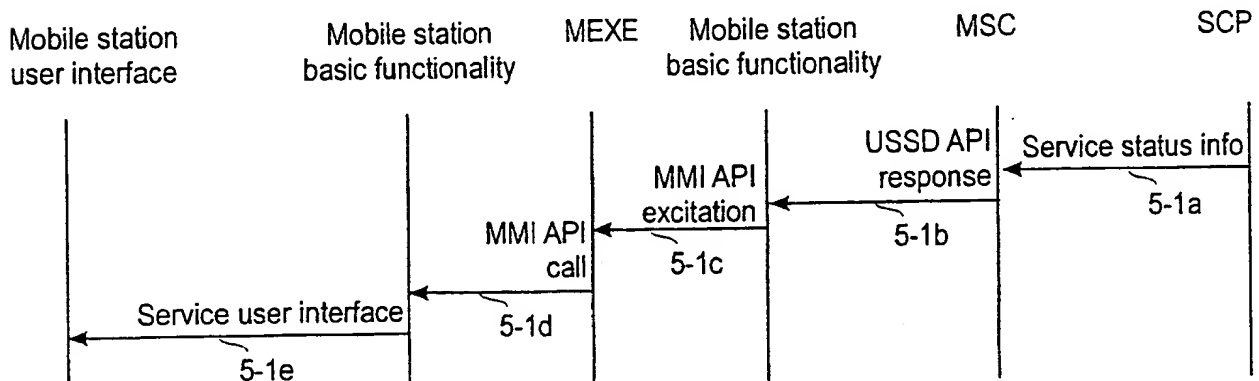 Mobile station
user interface
Mobile station
basic functionality
MEXE
Mobile station
basic functionality
MSC
SCP
Service status info
5-1a
USSD API
response
5-1b
MMI API
excitation
5-1c
MMI API
call
5-1d
Service user interface
5-1e